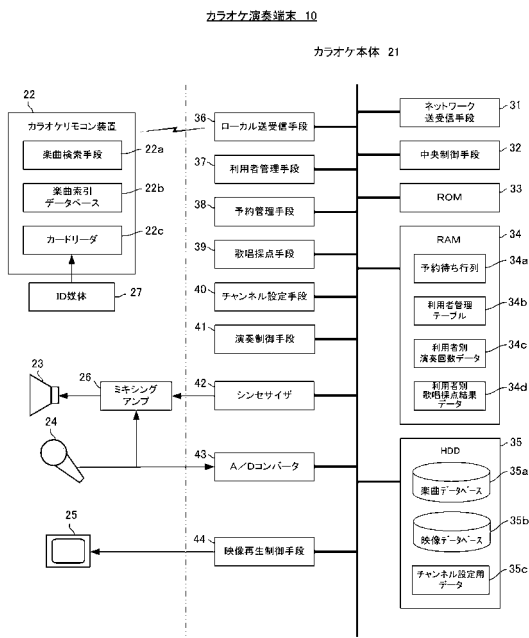 カラオケ演奏端末 10
カラオケ本体 21
22
カラオケリモコン装置
楽曲検索手段
22a
楽曲索引
データベース
22b
カードリーダ
22c
ID媒体
27
23
24
25
26
ミキシング
アンプ
36
ローカル送受信手段
37
利用者管理手段
38
予約管理手段
39
歌唱採点手段
40
チャンネル設定手段
41
演奏制御手段
42
シンセサイザ
43
A/Dコンバータ
44
映像再生制御手段
ネットワーク
送受信手段
31
中央制御手段
32
ROM
33
RAM
34
予約待ち行列
34a
利用者管理
テーブル
34b
利用者別
演奏回数データ
34c
利用者別
歌唱採点結果
データ
34d
HDD
35
楽曲データベース
35a
映像データベース
35b
チャンネル設定用
データ
35c